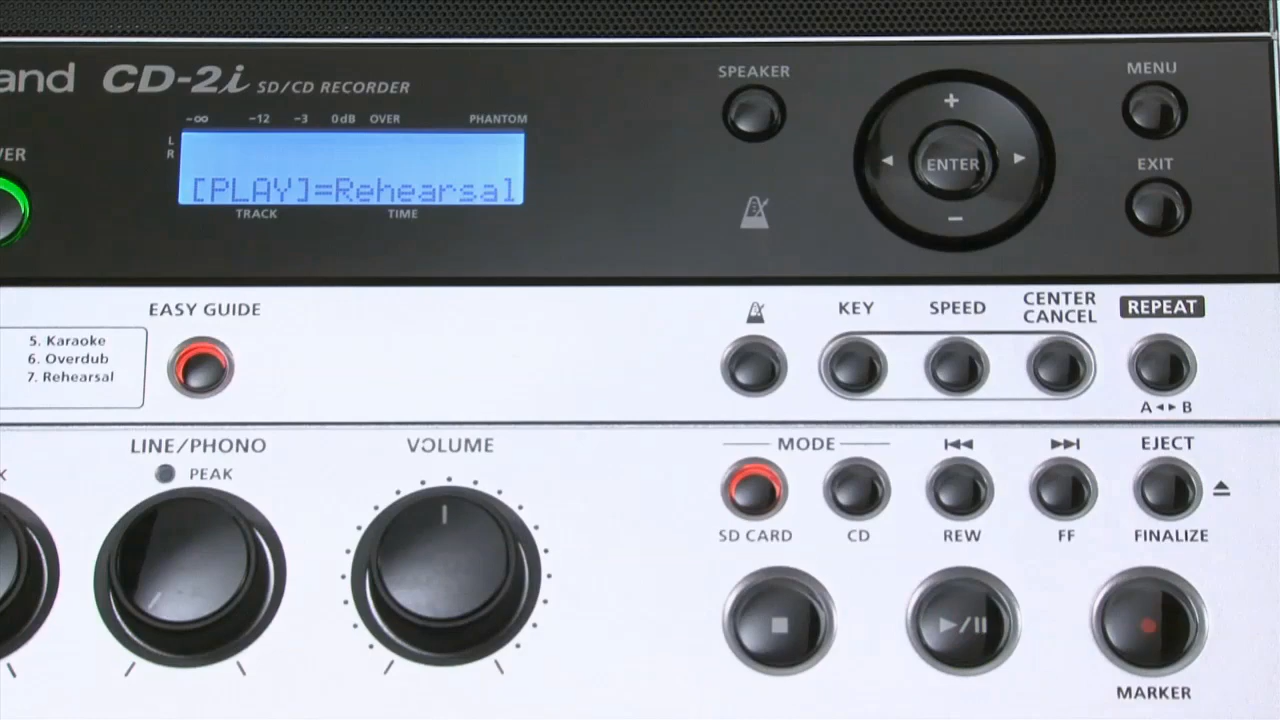 and CD-2i SD/CD RECORDER
-∞ -12 -3 0dB OVER PHANTOM
L
R
[PLAY]=Rehearsal
TRACK TIME
SPEAKER
+
ENTER
−
MENU
EXIT
VER
EASY GUIDE
5. Karaoke
6. Overdub
7. Rehearsal
KEY SPEED CENTER CANCEL REPEAT
A◄►B
LINE/PHONO
PEAK
VOLUME
MODE
EJECT
SD CARD CD REW FF FINALIZE
MARKER